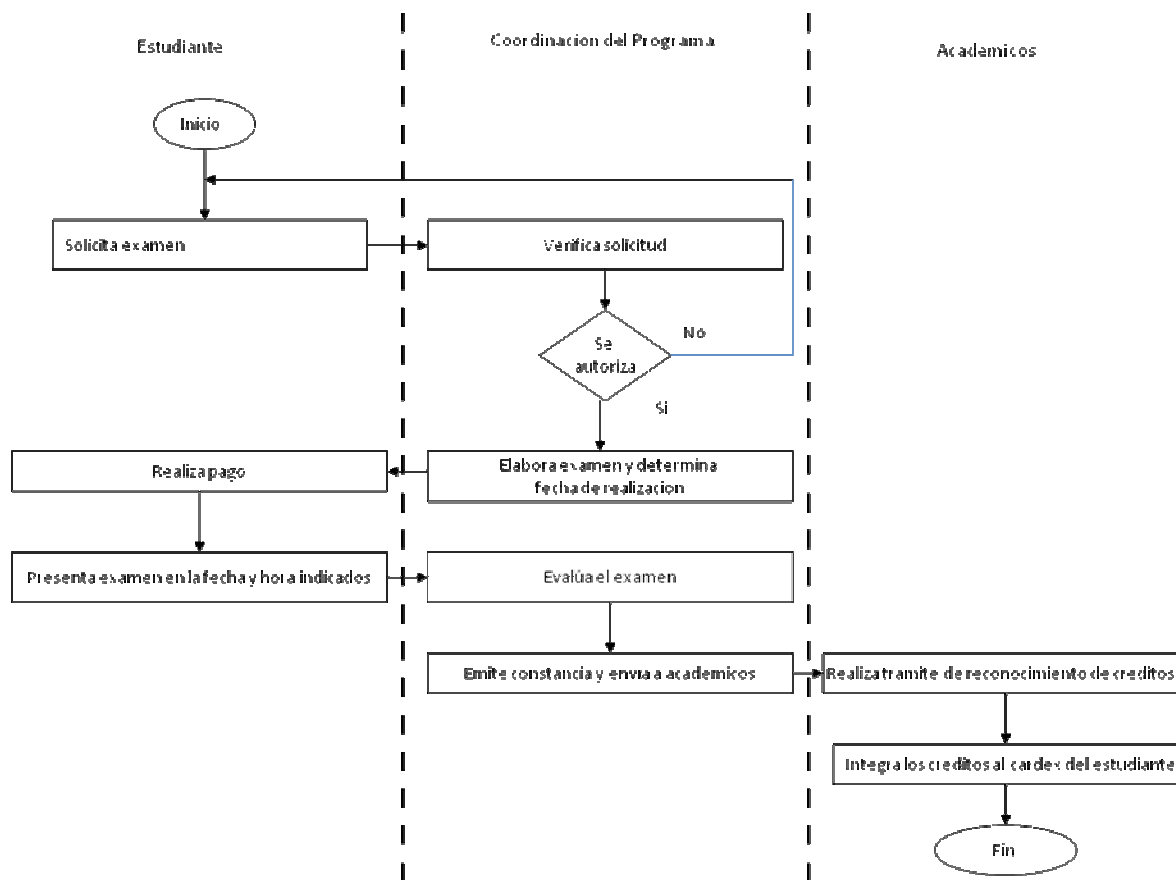 Estudiante
Coordinacion del Programa
Academicos
Inicio
Solicita examen
Verifica solicitud
Se
autoriza
No
Si
Realiza pago
Elabora examen y determina
fecha de realizacion
Presenta examen en la fecha y hora indicados
Evalúa el examen
Emite constancia y envia a academicos
Realiza tramite de reconocimiento de creditos
Integra los creditos al cardex del estudiante
Fin